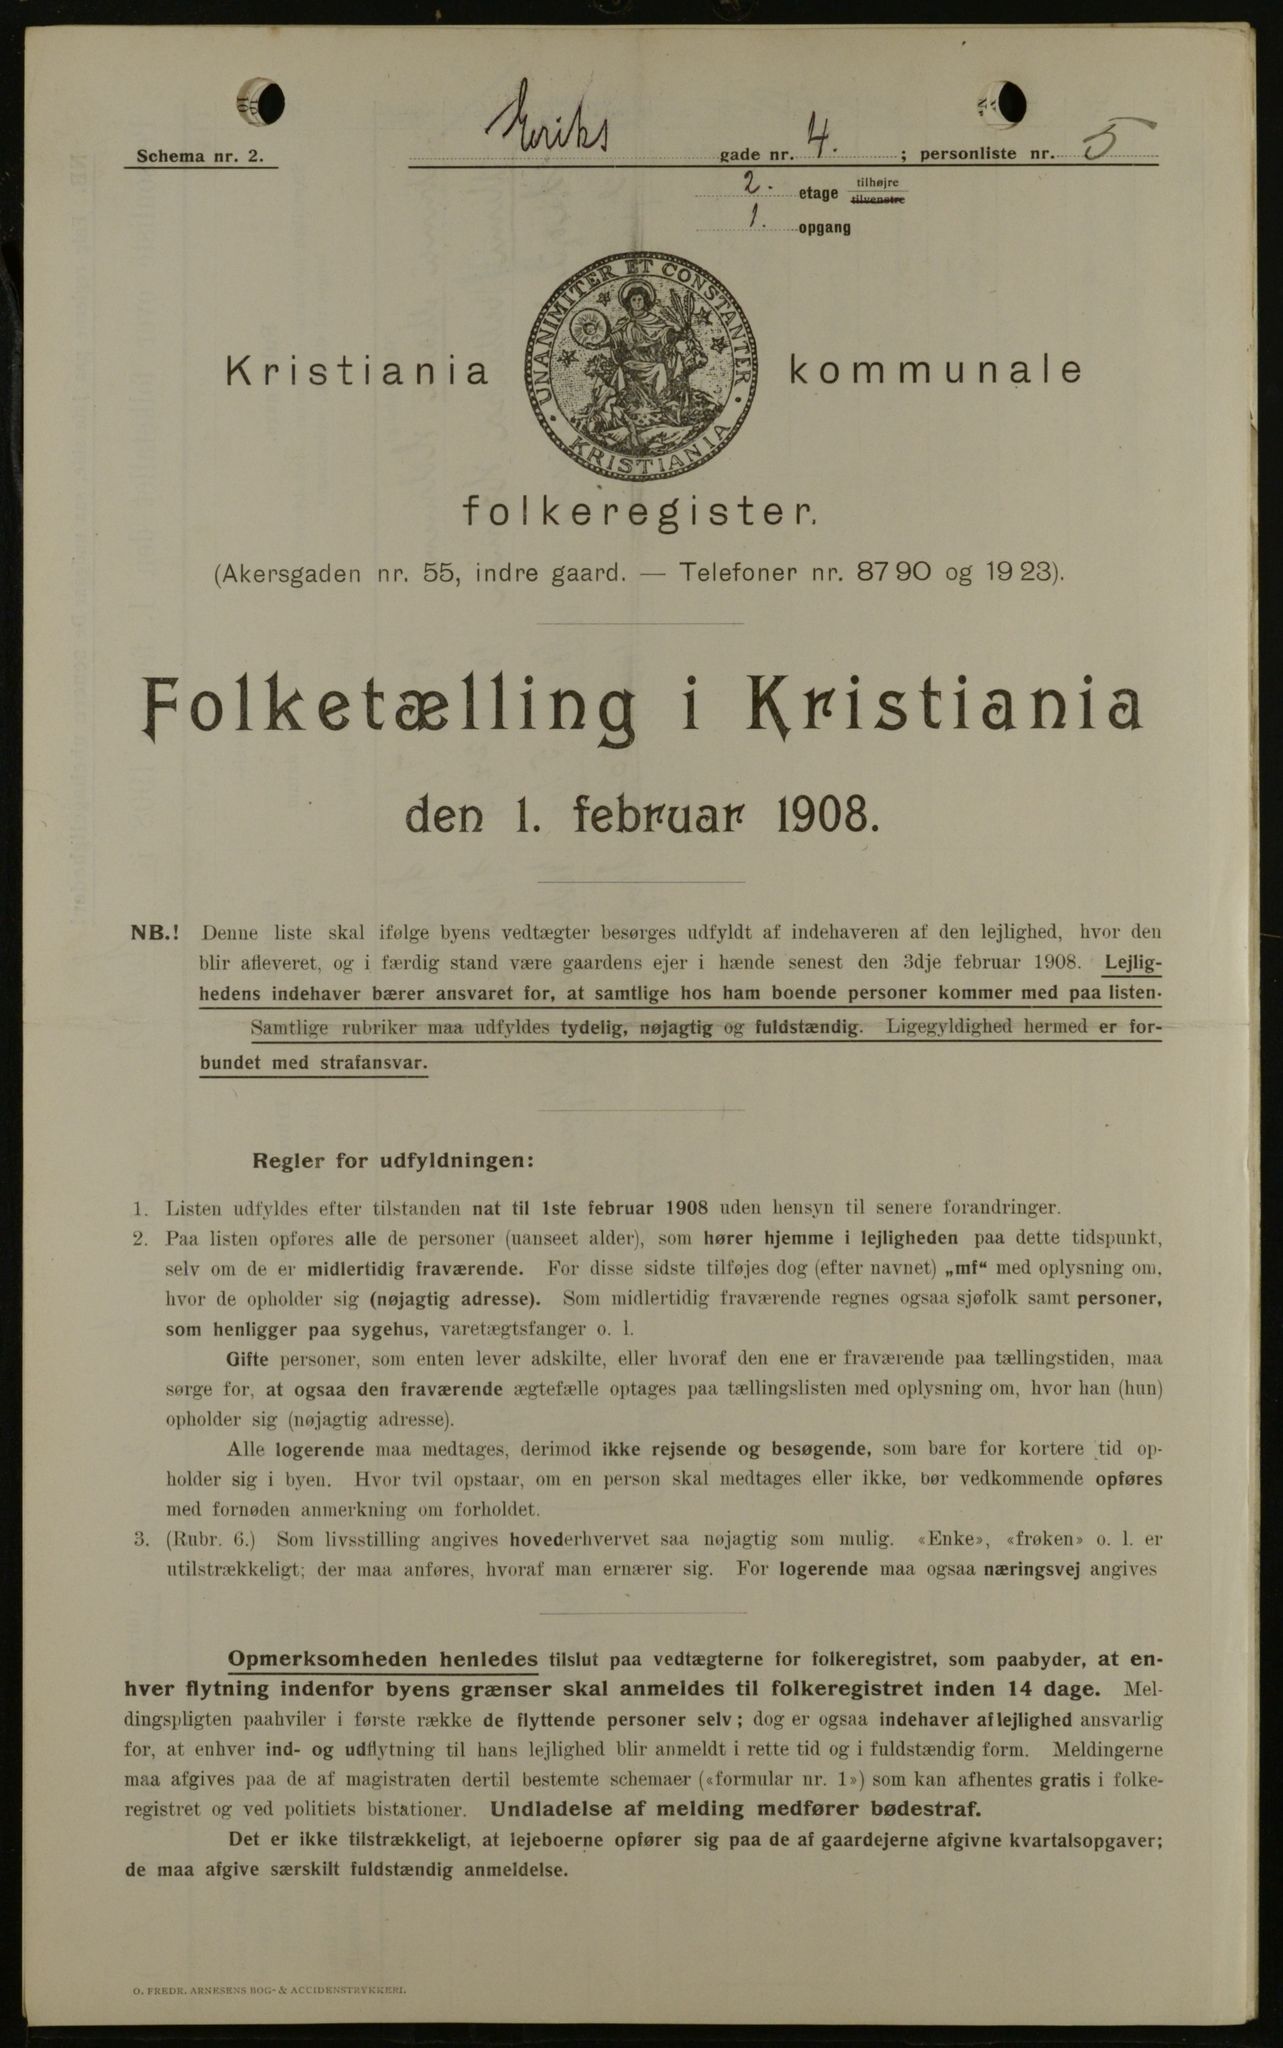 Schema nr. 2.
Eriks gade nr. 4. ; personliste nr. 5
2. etage tilhøjre
tilvenstre
1. opgang
UNANIMITER ET CONSTANTER · KRISTIANIA ·
Kristiania kommunale
folkeregister.
(Akersgaden nr. 55, indre gaard. — Telefoner nr. 87 90 og 19 23).
Folketælling i Kristiania
den 1. februar 1908.
NB.! Denne liste skal ifølge byens vedtægter besørges udfyldt af indehaveren af den lejlighed, hvor den
blir afleveret, og i færdig stand være gaardens ejer i hænde senest den 3dje februar 1908. Lejlig-
hedens indehaver bærer ansvaret for, at samtlige hos ham boende personer kommer med paa listen.
Samtlige rubriker maa udfyldes tydelig, nøjagtig og fuldstændig. Ligegyldighed hermed er for-
bundet med strafansvar.
Regler for udfyldningen:
1. Listen udfyldes efter tilstanden nat til 1ste februar 1908 uden hensyn til senere forandringer.
2. Paa listen opføres alle de personer (uanseet alder), som hører hjemme i lejligheden paa dette tidspunkt,
selv om de er midlertidig fraværende. For disse sidste tilføjes dog (efter navnet) „mf“ med oplysning om,
hvor de opholder sig (nøjagtig adresse). Som midlertidig fraværende regnes ogsaa sjøfolk samt personer,
som henligger paa sygehus, varetægtsfanger o. l.
Gifte personer, som enten lever adskilte, eller hvoraf den ene er fraværende paa tællingstiden, maa
sørge for, at ogsaa den fraværende ægtefælle optages paa tællingslisten med oplysning om, hvor han (hun)
opholder sig (nøjagtig adresse).
Alle logerende maa medtages, derimod ikke rejsende og besøgende, som bare for kortere tid op-
holder sig i byen. Hvor tvil opstaar, om en person skal medtages eller ikke, bør vedkommende opføres
med fornøden anmerkning om forholdet.
3. (Rubr. 6.) Som livsstilling angives hovederhvervet saa nøjagtig som mulig. «Enke», «frøken» o. l. er
utilstrækkeligt; der maa anføres, hvoraf man ernærer sig. For logerende maa ogsaa næringsvej angives
Opmerksomheden henledes tilslut paa vedtægterne for folkeregistret, som paabyder, at en-
hver flytning indenfor byens grænser skal anmeldes til folkeregistret inden 14 dage. Mel-
dingspligten paahviler i første række de flyttende personer selv; dog er ogsaa indehaver af lejlighed ansvarlig
for, at enhver ind- og udflytning til hans lejlighed blir anmeldt i rette tid og i fuldstændig form. Meldingerne
maa afgives paa de af magistraten dertil bestemte schemaer («formular nr. 1») som kan afhentes gratis i folke-
registret og ved politiets bistationer. Undladelse af melding medfører bødestraf.
Det er ikke tilstrækkeligt, at lejeboerne opfører sig paa de af gaardejerne afgivne kvartalsopgaver;
de maa afgive særskilt fuldstændig anmeldelse.
O. FREDR. ARNESENS BOG- & ACCIDENSTRYKKERI.